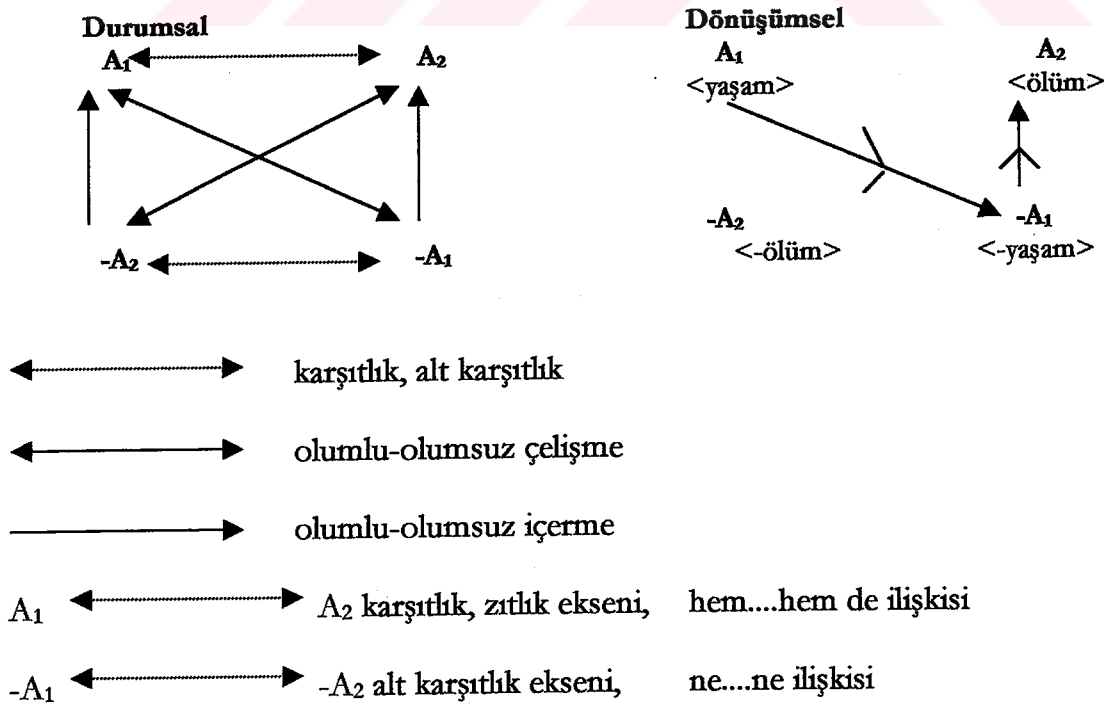 Durumsal Dönüşümsel
A₁ A₂ A₁ A₂
<yaşam> <ölüm>
-A₂ -A₁ -A₂ -A₁
<-ölüm> <-yaşam>
karşıtlık, alt karşıtlık
olumlu-olumsuz çelişme
olumlu-olumsuz içerme
A₁ A₂ karşıtlık, zıtlık ekseni, hem....hem de ilişkisi
-A₁ -A₂ alt karşıtlık ekseni, ne....ne ilişkisi